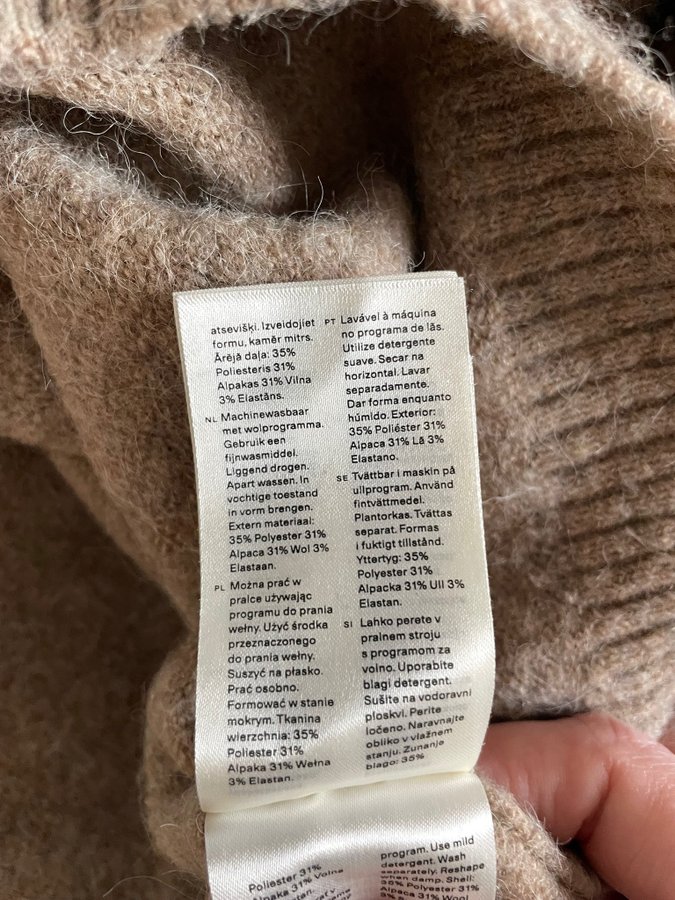 atsevišķi. Izveidojiet
formu, kamēr mitrs.
Ārējā daļa: 35%
Poliesteris 31%
Alpakas 31% Vilna
3% Elastāns.
NL Machinewasbaar
met wolprogramma.
Gebruik een
fijnwasmiddel.
Liggend drogen.
Apart wassen. In
vochtige toestand
in vorm brengen.
Extern materiaal:
35% Polyester 31%
Alpaca 31% Wol 3%
Elastaan.
PL Można prać w
pralce używając
programu do prania
wełny. Użyć środka
przeznaczonego
do prania wełny.
Suszyć na płasko.
Prać osobno.
Formować w stanie
mokrym. Tkanina
wierzchnia: 35%
Poliester 31%
Alpaka 31% Wełna
3% Elastan.
PT Lavável à máquina
no programa de lãs.
Utilize detergente
suave. Secar na
horizontal. Lavar
separadamente.
Dar forma enquanto
húmido. Exterior:
35% Poliéster 31%
Alpaca 31% Lã 3%
Elastano.
SE Tvättbar i maskin på
ullprogram. Använd
fintvättmedel.
Plantorkas. Tvättas
separat. Formas
i fuktigt tillstånd.
Yttertyg: 35%
Polyester 31%
Alpacka 31% Ull 3%
Elastan.
SI Lahko perete v
pralnem stroju
s programom za
volno. Uporabite
blagi detergent.
Sušite na vodoravni
ploskvi. Perite
ločeno. Naravnajte
obliko v vlažnem
stanju. Zunanje
blago: 35%
Poliester 31%
Alpaka 31% Volna
program. Use mild
detergent. Wash
separately. Reshape
when damp. Shell:
35% Polyester 31%
Alpaca 31% Wool